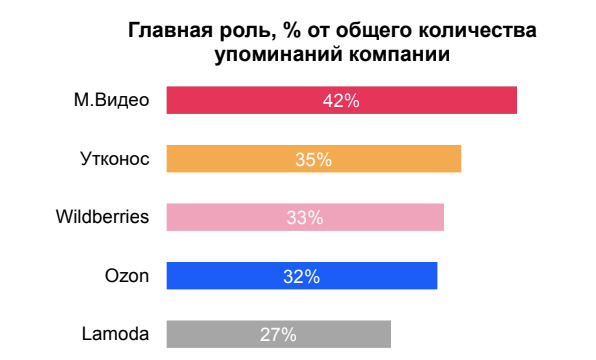 Главная роль, % от общего количества
упоминаний компании
М.Видео 42%
Утконос 35%
Wildberries 33%
Ozon 32%
Lamoda 27%